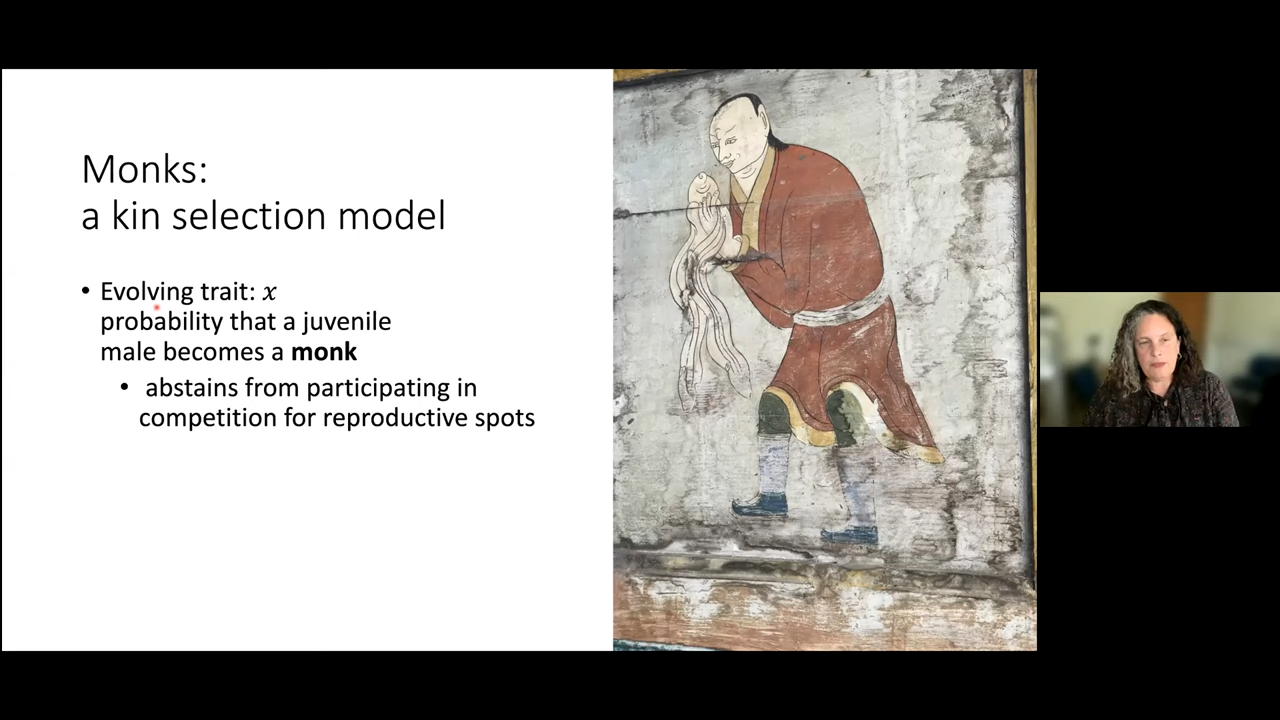 Monks:
a kin selection model
• Evolving trait: 𝑥
probability that a juvenile
male becomes a monk
• abstains from participating in
competition for reproductive spots